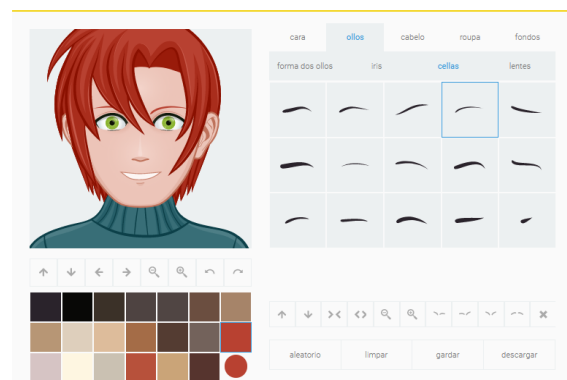 cara ollos cabelo roupa fondos
forma dos ollos iris cellas lentes
aleatorio limpar gardar descargar